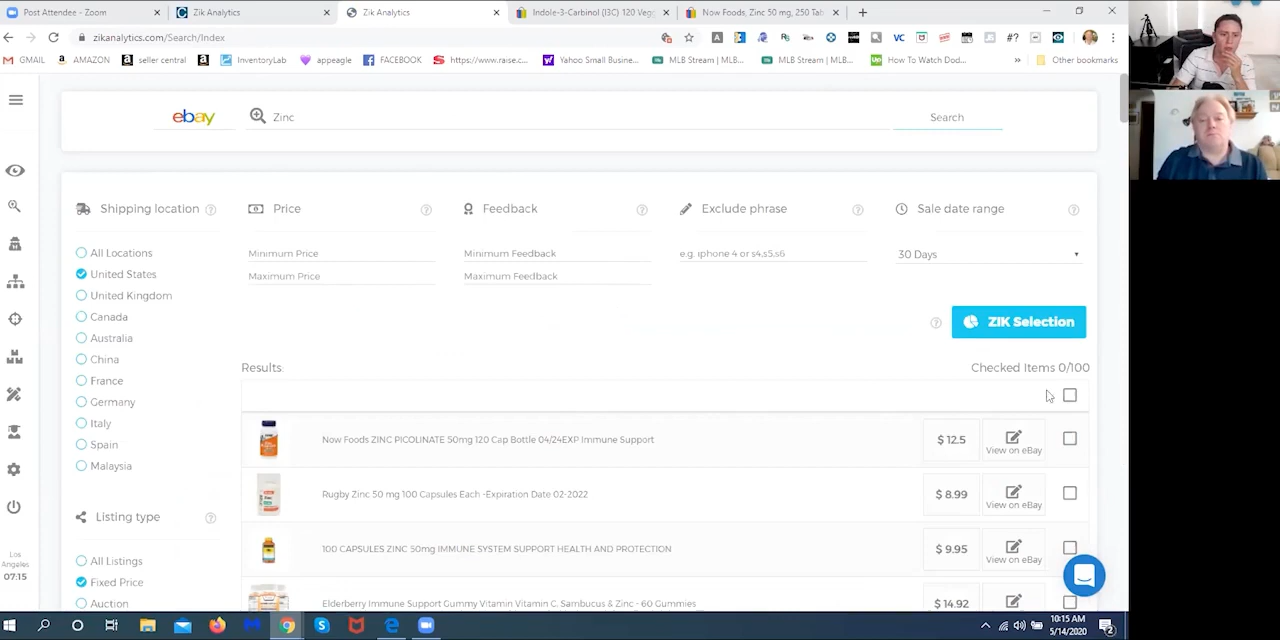 Post Attendee - Zoom
Zik Analytics
Zik Analytics
Indole-3-Carbinol (I3C) 120 Vegg
Now Foods, Zinc 50 mg, 250 Tab
zikanalytics.com/Search/Index
GMAIL
AMAZON
seller central
InventoryLab
appeagle
FACEBOOK
https://www.raise.c...
Yahoo Small Busine...
MLB Stream | MLB...
MLB Stream | MLB...
How To Watch Dod...
Other bookmarks
ebay
Zinc
Search
Shipping location
Price
Feedback
Exclude phrase
Sale date range
All Locations
Minimum Price
Minimum Feedback
e.g. iphone 4 or s4,s5,s6
30 Days
United States
Maximum Price
Maximum Feedback
United Kingdom
Canada
Australia
China
France
Germany
Italy
Spain
Malaysia
ZIK Selection
Results:
Checked Items 0/100
Now Foods ZINC PICOLINATE 50mg 120 Cap Bottle 04/24EXP Immune Support
$ 12.5
View on eBay
Rugby Zinc 50 mg 100 Capsules Each -Expiration Date 02-2022
$ 8.99
View on eBay
Listing type
100 CAPSULES ZINC 50mg IMMUNE SYSTEM SUPPORT HEALTH AND PROTECTION
$ 9.95
View on eBay
All Listings
Fixed Price
Auction
Elderberry Immune Support Gummy Vitamin Vitamin C, Sambucus & Zinc - 60 Gummies
$ 14.92
Los
Angeles
07:15
10:15 AM
5/14/2020